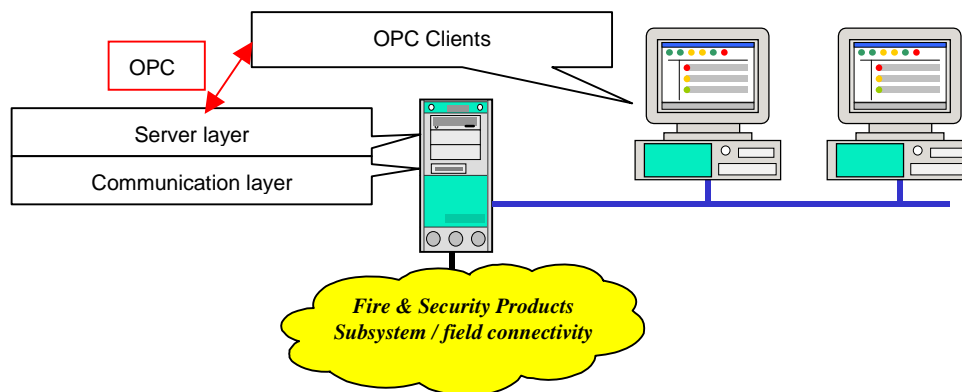 OPC Clients
OPC
Server layer
Communication layer
Fire & Security Products
Subsystem / field connectivity